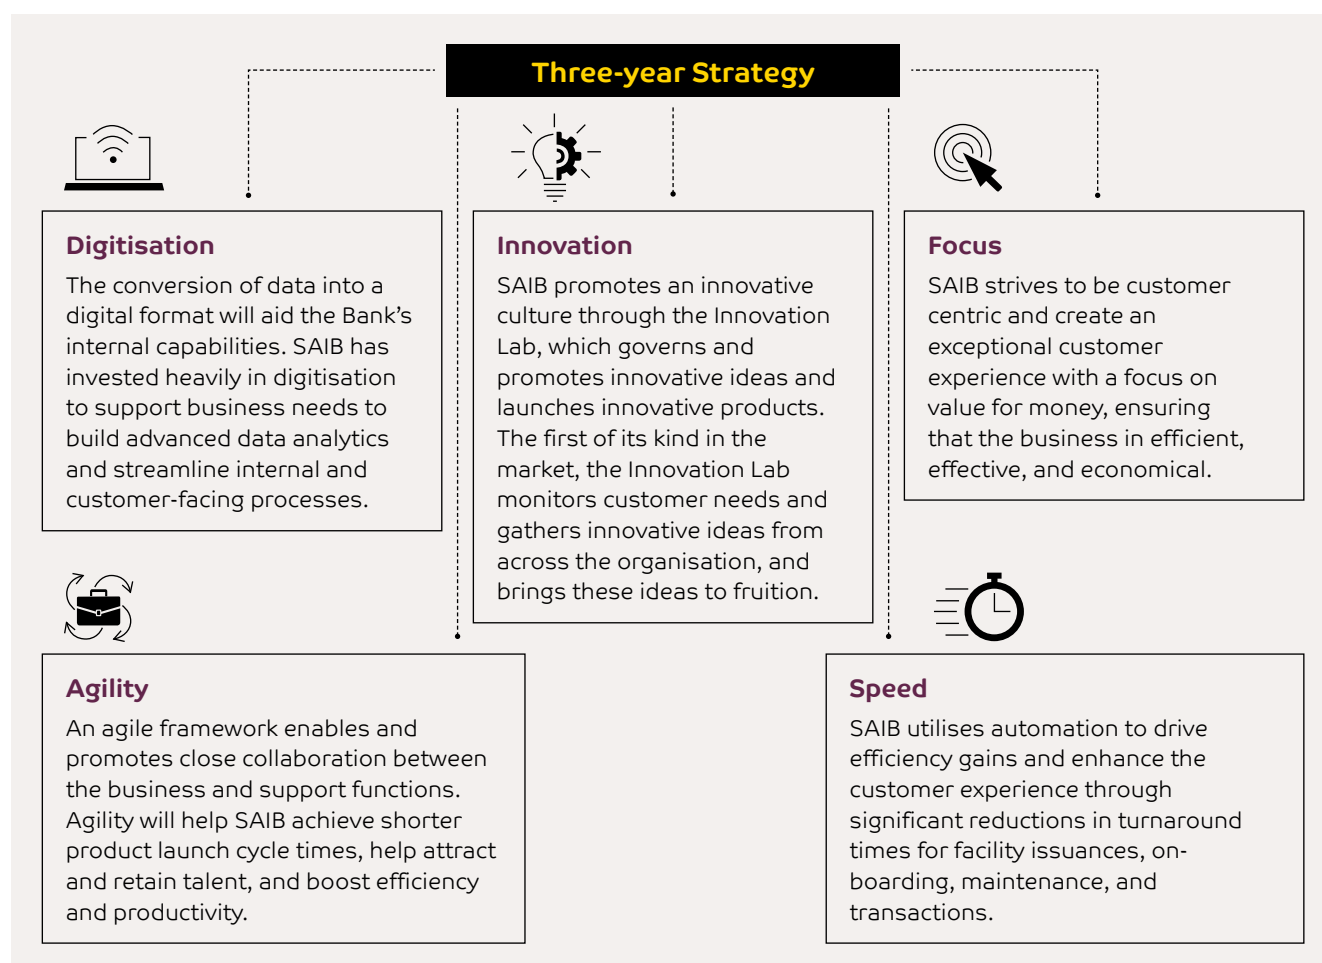 Three-year Strategy
Digitisation
The conversion of data into a
digital format will aid the Bank's
internal capabilities. SAIB has
invested heavily in digitisation
to support business needs to
build advanced data analytics
and streamline internal and
customer-facing processes.
Innovation
SAIB promotes an innovative
culture through the Innovation
Lab, which governs and
promotes innovative ideas and
launches innovative products.
The first of its kind in the
market, the Innovation Lab
monitors customer needs and
gathers innovative ideas from
across the organisation, and
brings these ideas to fruition.
Focus
SAIB strives to be customer
centric and create an
exceptional customer
experience with a focus on
value for money, ensuring
that the business in efficient,
effective, and economical.
Agility
An agile framework enables and
promotes close collaboration between
the business and support functions.
Agility will help SAIB achieve shorter
product launch cycle times, help attract
and retain talent, and boost efficiency
and productivity.
Speed
SAIB utilises automation to drive
efficiency gains and enhance the
customer experience through
significant reductions in turnaround
times for facility issuances, on-
boarding, maintenance, and
transactions.